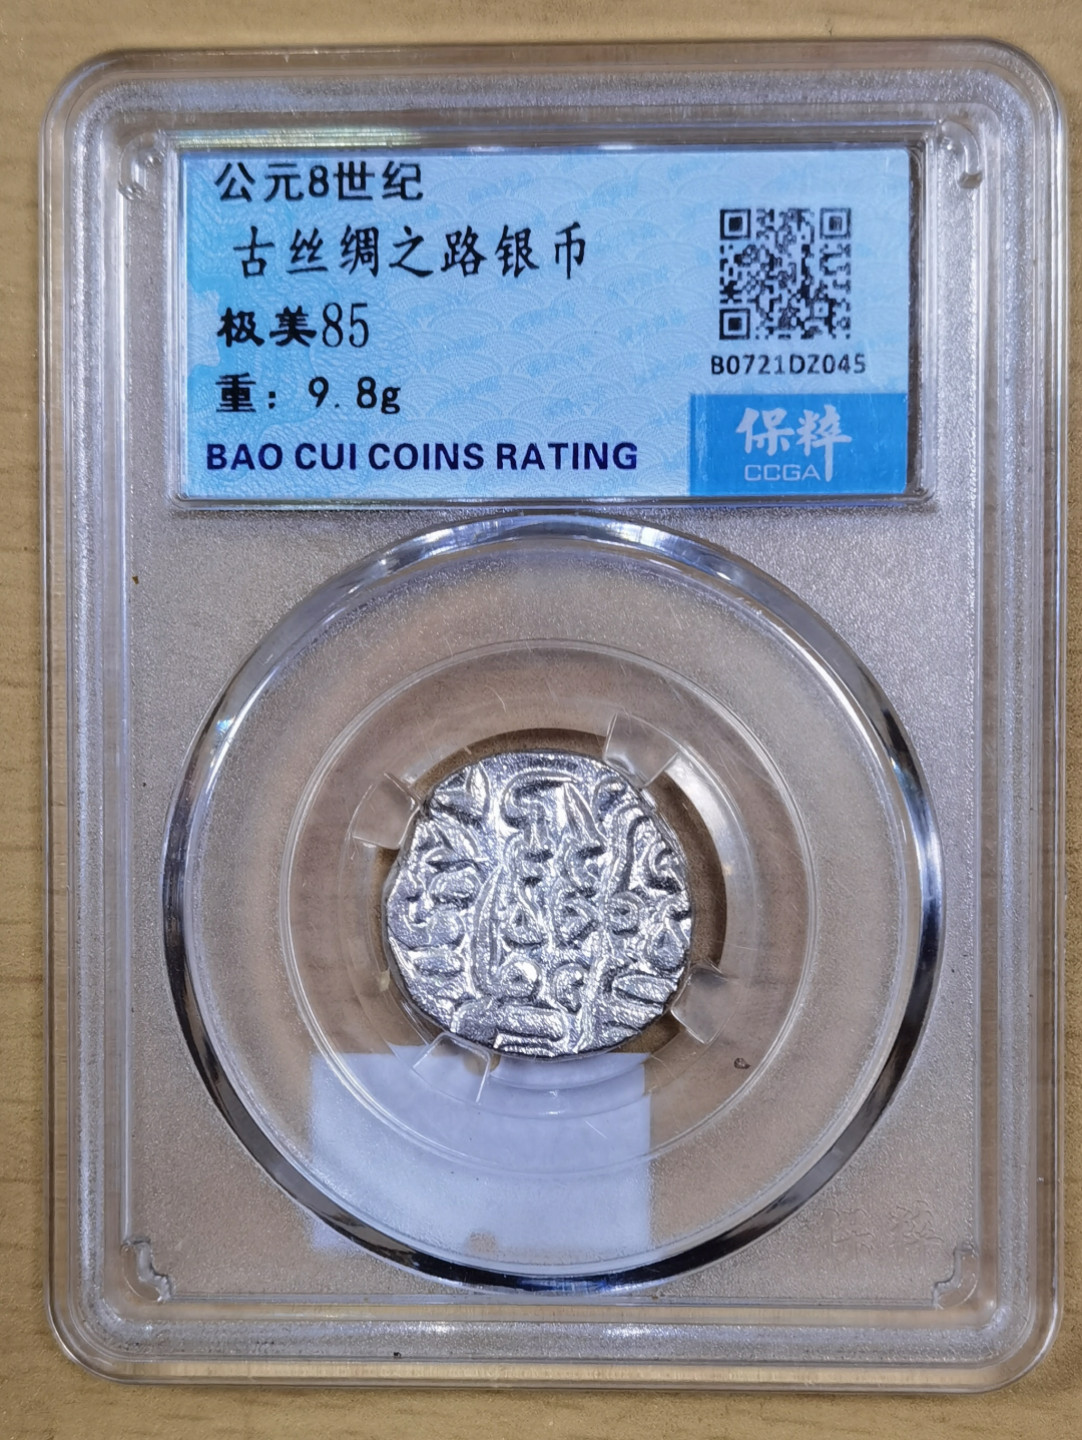 公元8世纪
古丝绸之路银币
极美85
重: 9.8g
BAO CUI COINS RATING
B0721DZ045
保粹
CCGA